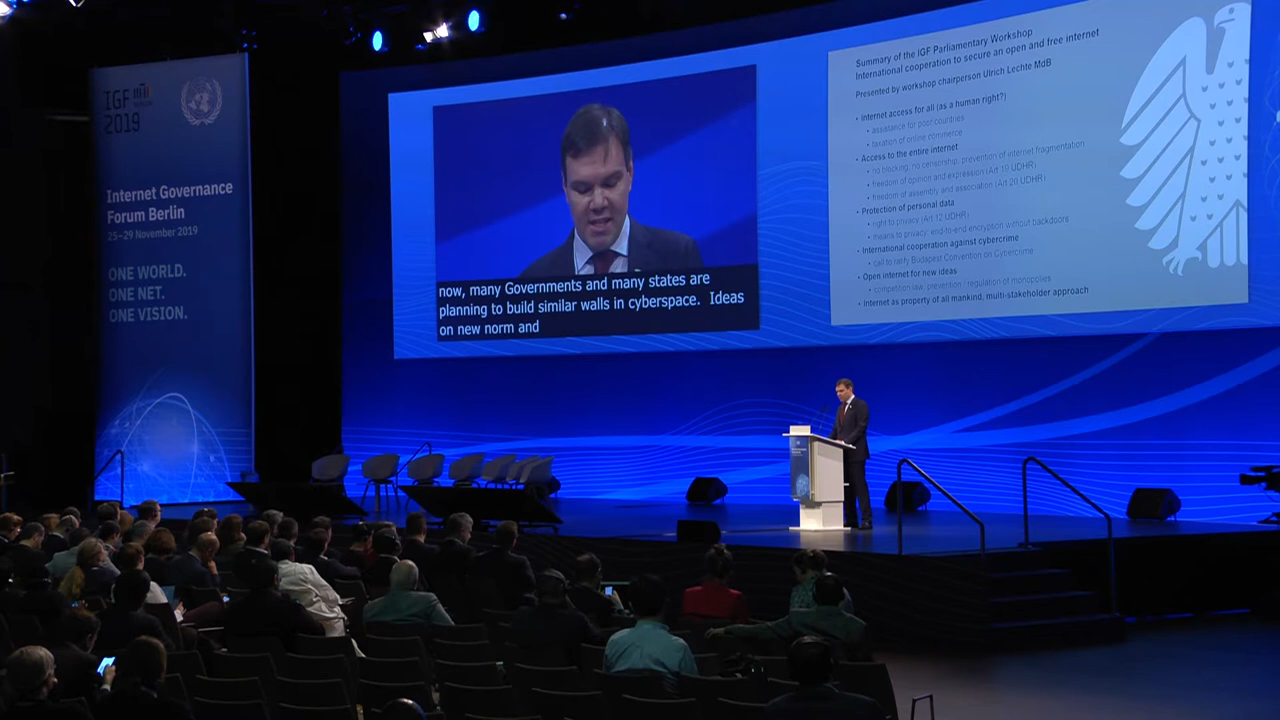 IGF
2019
Internet Governance
Forum Berlin
25–29 November 2019
ONE WORLD.
ONE NET.
ONE VISION.
now, many Governments and many states are
planning to build similar walls in cyberspace. Ideas
on new norm and
Summary of the IGF Parliamentary Workshop
International cooperation to secure an open and free internet
Presented by workshop chairperson Ulrich Lechte MdB
• Internet access for all (as a human right?)
• assistance for poor countries
• taxation of online commerce
• Access to the entire internet
• no blocking, no censorship, prevention of internet fragmentation
• freedom of opinion and expression (Art 19 UDHR)
• freedom of assembly and association (Art 20 UDHR)
• Protection of personal data
• right to privacy (Art 12 UDHR)
• means to privacy: end-to-end encryption without backdoors
• International cooperation against cybercrime
• call to ratify Budapest Convention on Cybercrime
• Open internet for new ideas
• competition law, prevention / regulation of monopolies
• Internet as property of all mankind, multi-stakeholder approach